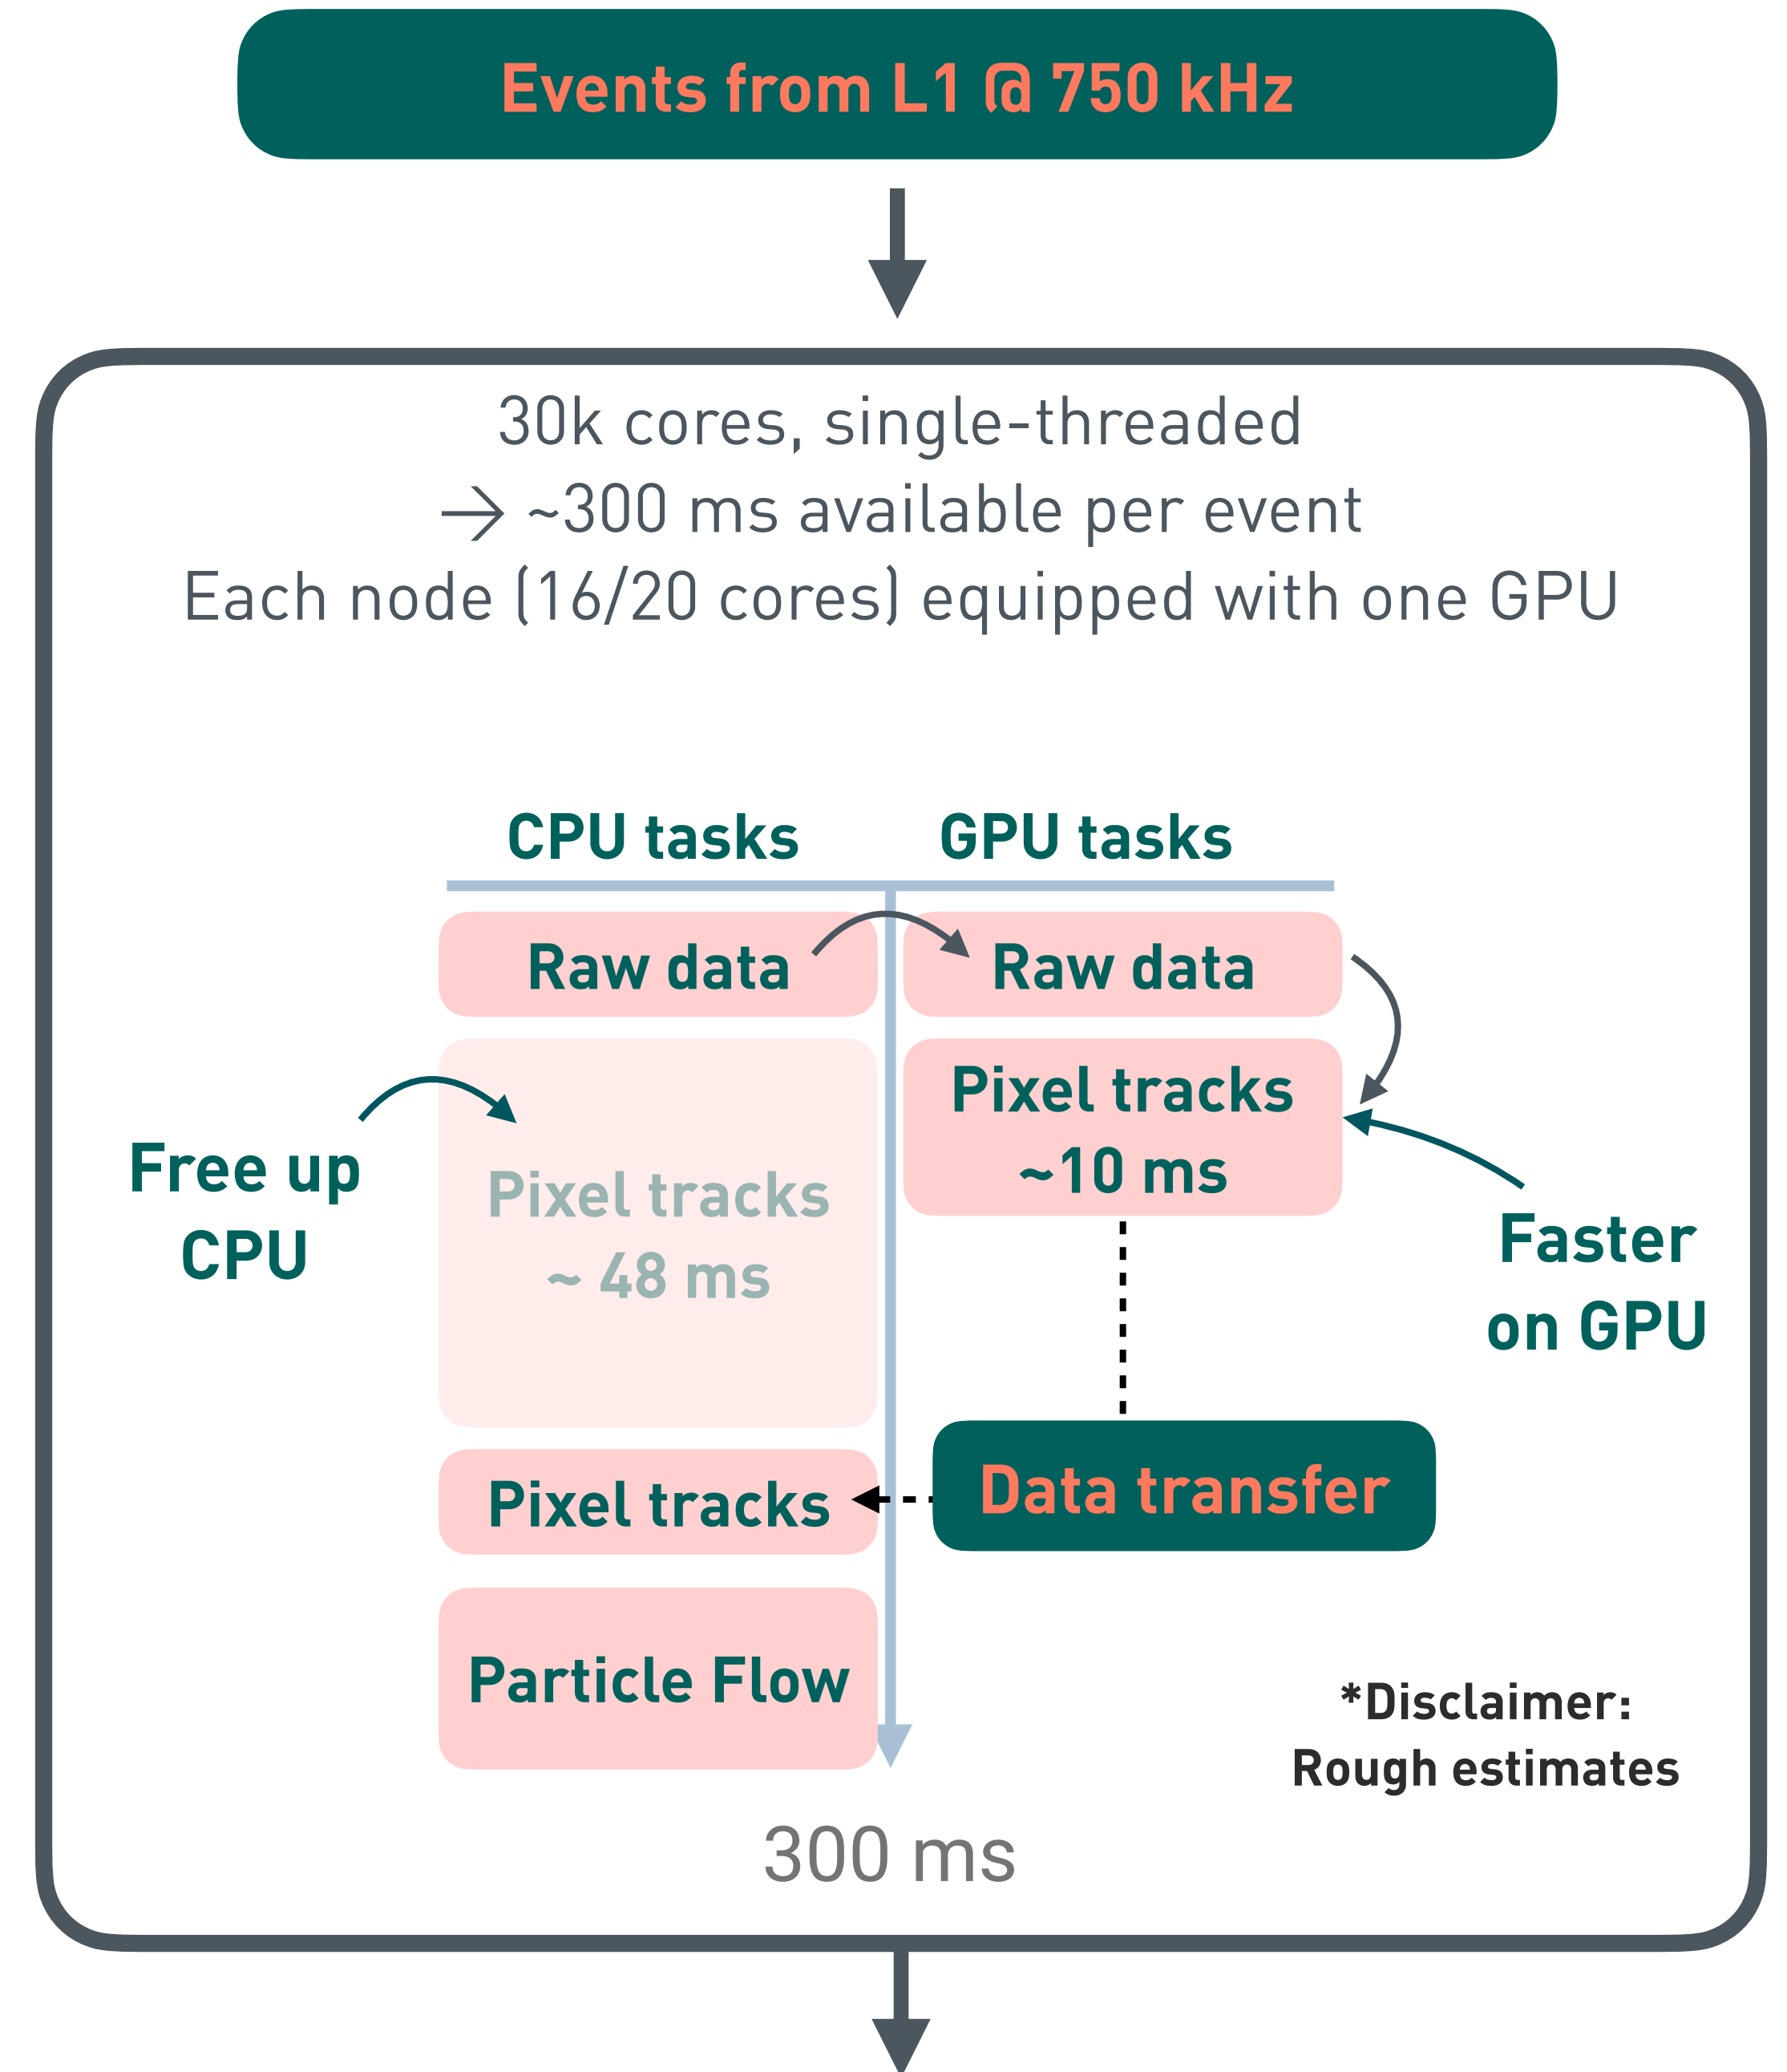 Events from L1 @ 750 kHz
30k cores, single-threaded
→ ~300 ms available per event
Each node (16/20 cores) equipped with one GPU
CPU tasks
GPU tasks
Raw data
Raw data
Pixel tracks
~10 ms
Free up
CPU
Pixel tracks
~ 48 ms
Faster
on GPU
Pixel tracks
Data transfer
Particle Flow
*Disclaimer:
Rough estimates
300 ms